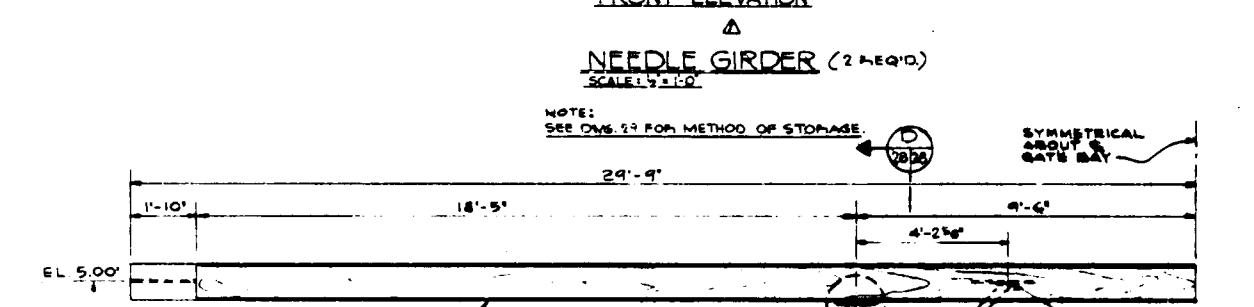 FRONT ELEVATION
1
NEEDLE GIRDER (2 REQ'D.)
SCALE: ½" = 1'-0"
NOTE:
SEE DWG. 29 FOR METHOD OF STORAGE.
D
28 28
SYMMETRICAL
ABOUT ℄
GATE BAY
29'-9"
1'-10"
18'-5"
9'-6"
4'-2⅝"
EL 5.00'